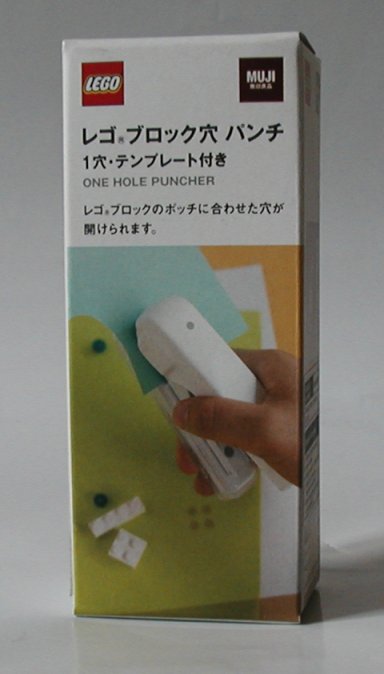 LEGO
MUJI
無印良品
レゴ®ブロック穴 パンチ
1穴・テンプレート付き
ONE HOLE PUNCHER
レゴ®ブロックのポッチに合わせた穴が
開けられます。